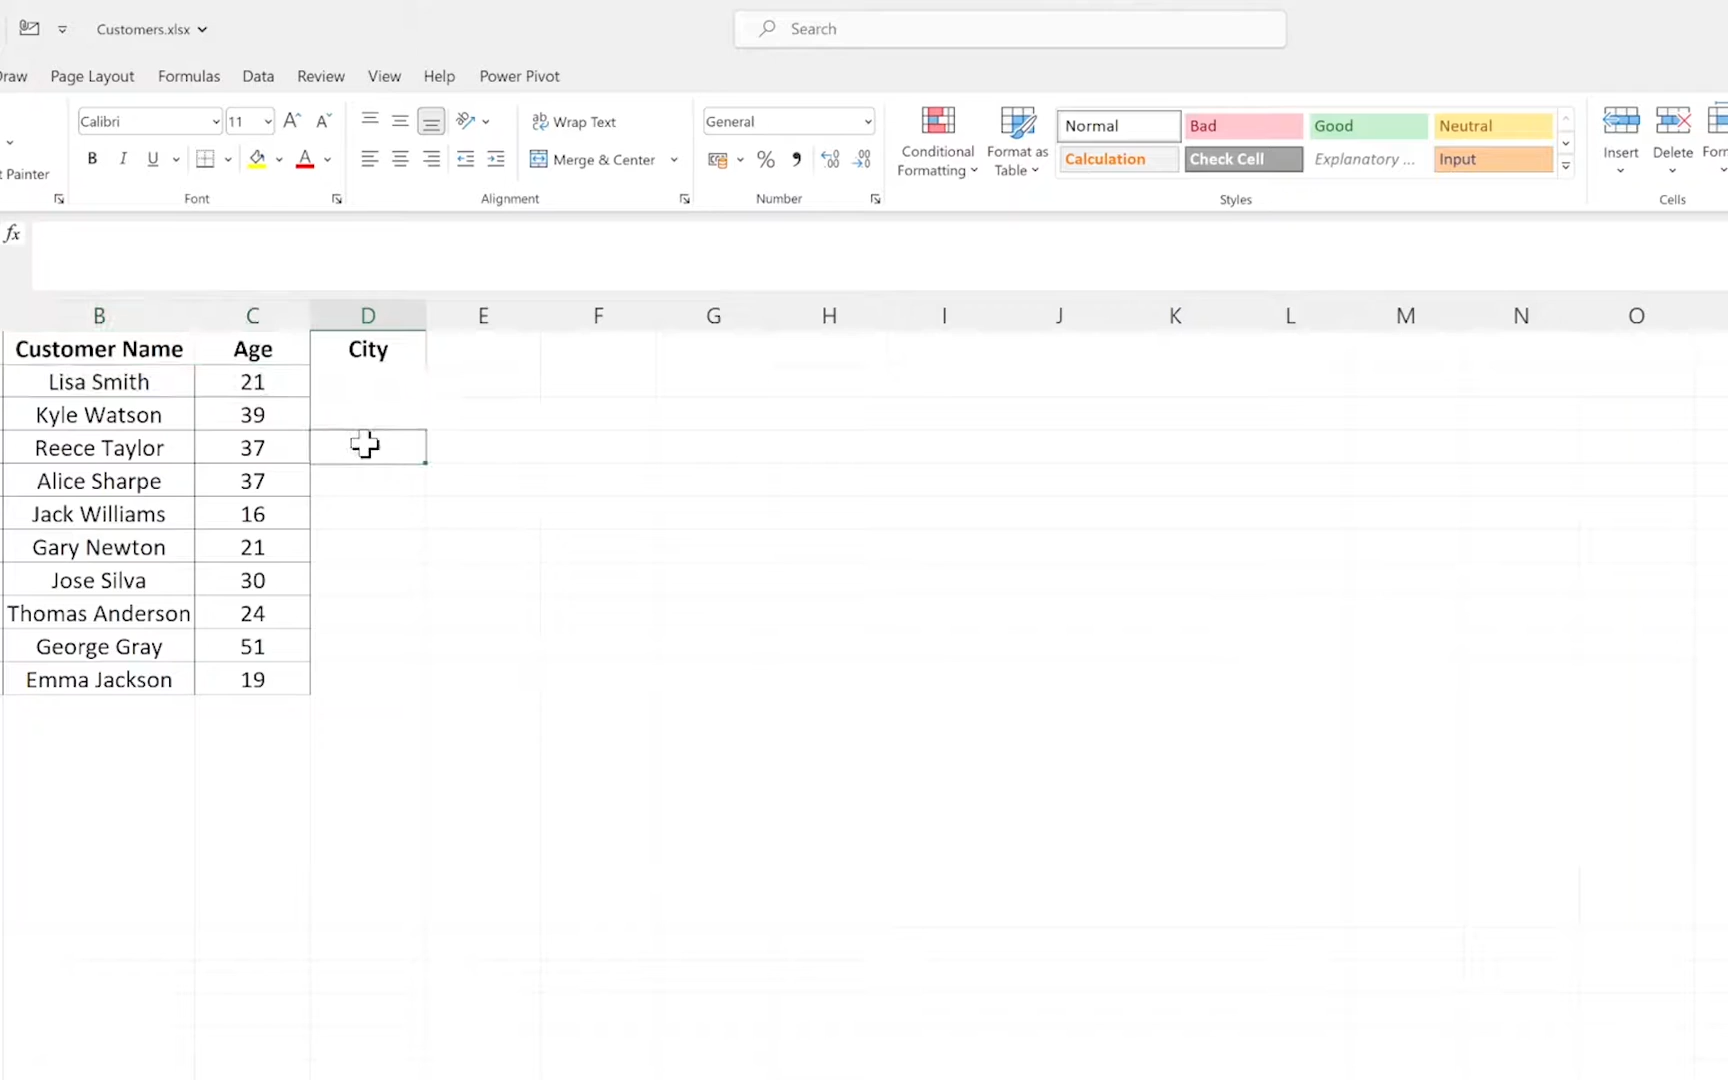 Customers.xlsx
Search
Draw Page Layout Formulas Data Review View Help Power Pivot
Calibri 11 A A Wrap Text General Normal Bad Good Neutral
B I U A Merge & Center % Conditional Formatting Format as Table Calculation Check Cell Explanatory ... Input Insert Delete
t Painter
Font Alignment Number Styles Cells
fx
B C D E F G H I J K L M N O
Customer Name Age City
Lisa Smith 21
Kyle Watson 39
Reece Taylor 37
Alice Sharpe 37
Jack Williams 16
Gary Newton 21
Jose Silva 30
Thomas Anderson 24
George Gray 51
Emma Jackson 19